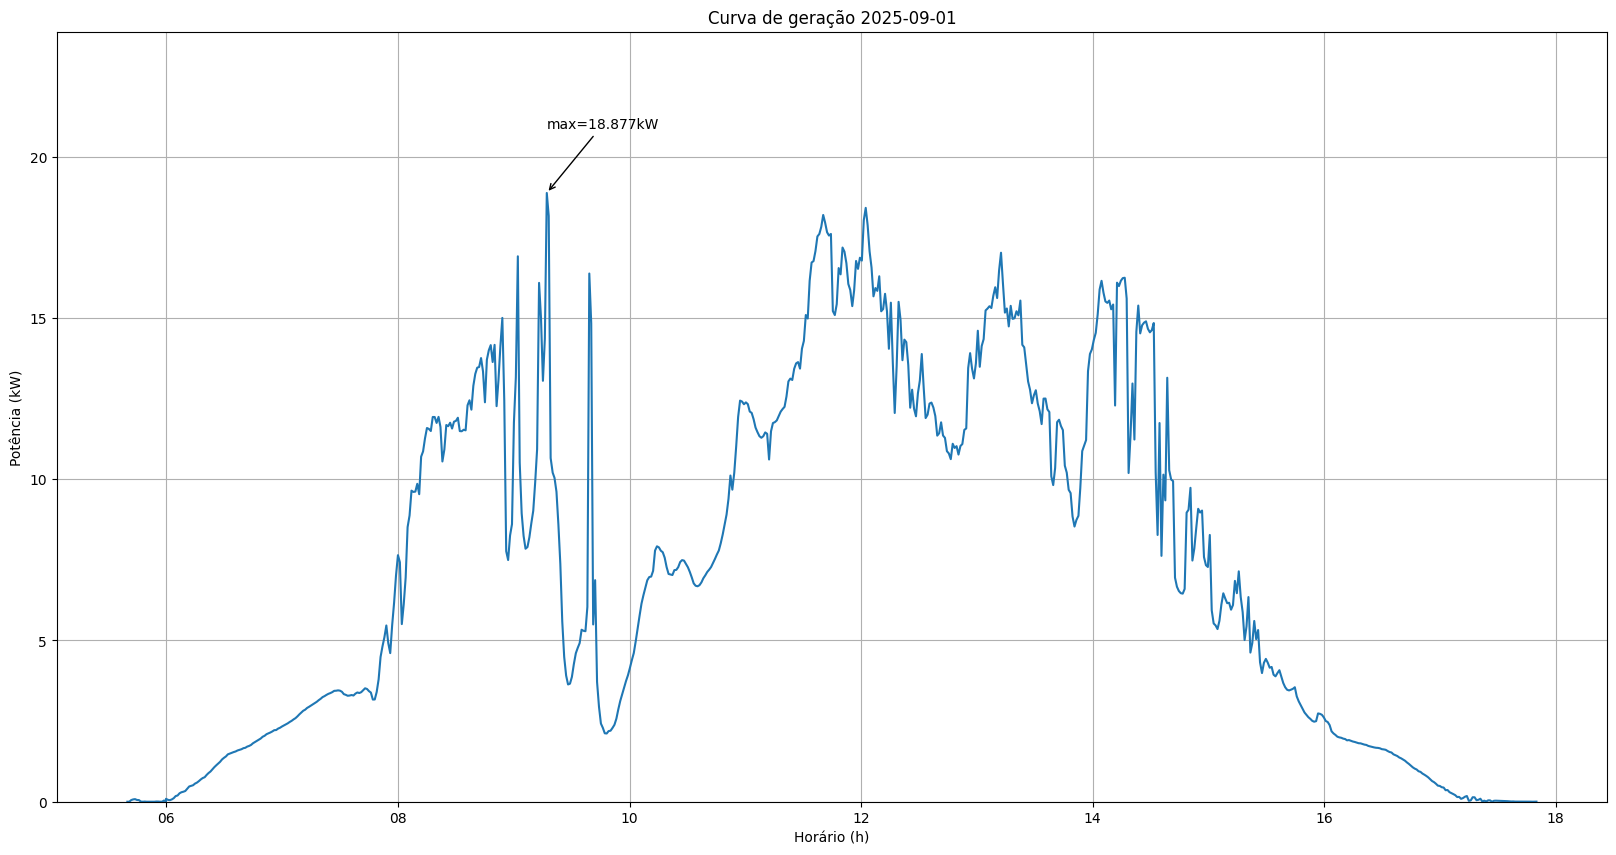 Curva de geração 2025-09-01
max=18.877kW
Potência (kW)
20
15
10
5
0
06 08 10 12 14 16 18
Horário (h)